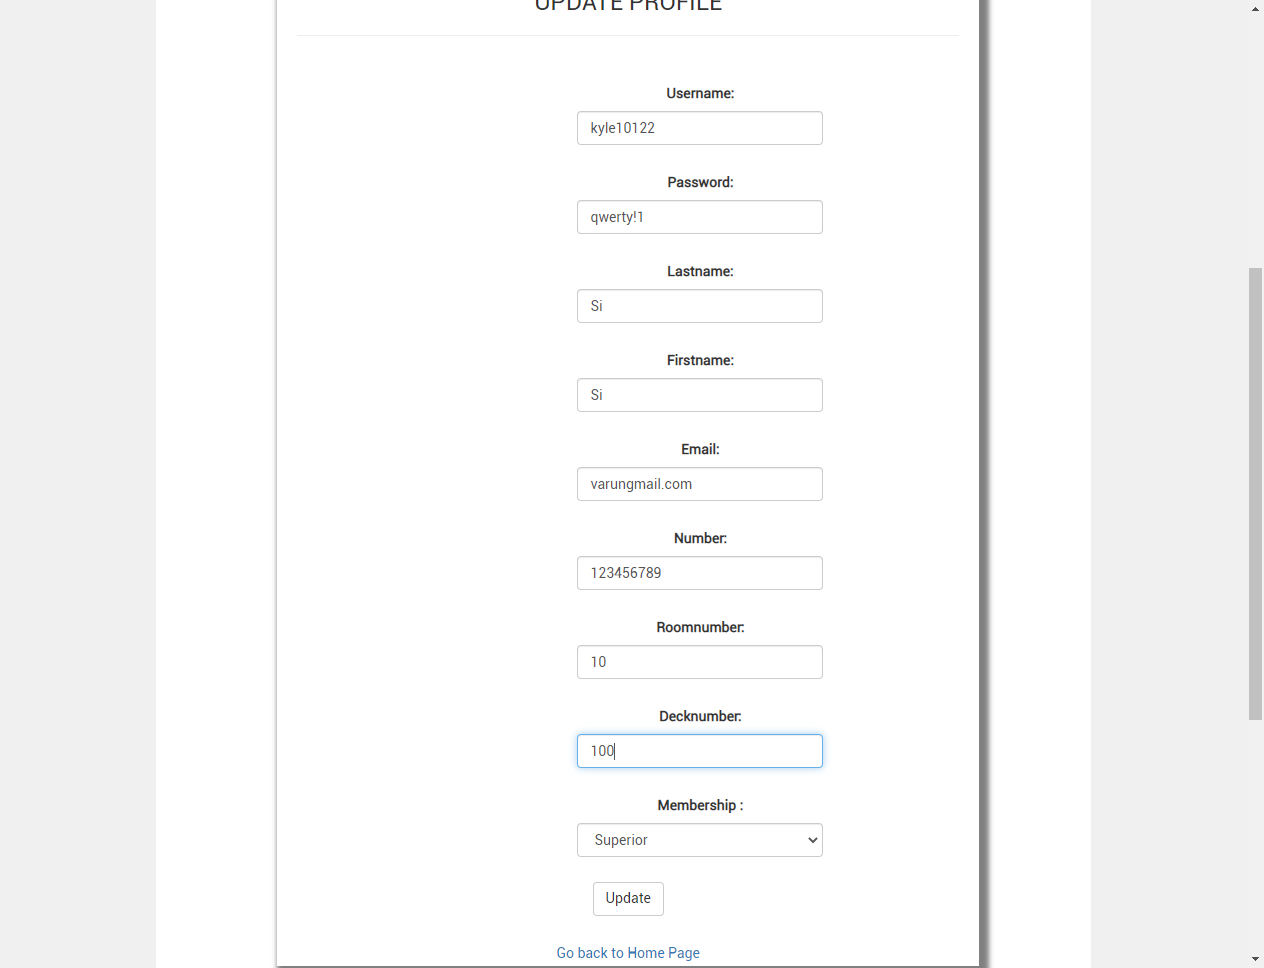 UPDATE PROFILE
Username:
kyle10122
Password:
qwerty!1
Lastname:
Si
Firstname:
Si
Email:
varungmail.com
Number:
123456789
Roomnumber:
10
Decknumber:
100
Membership :
Superior
Update
Go back to Home Page